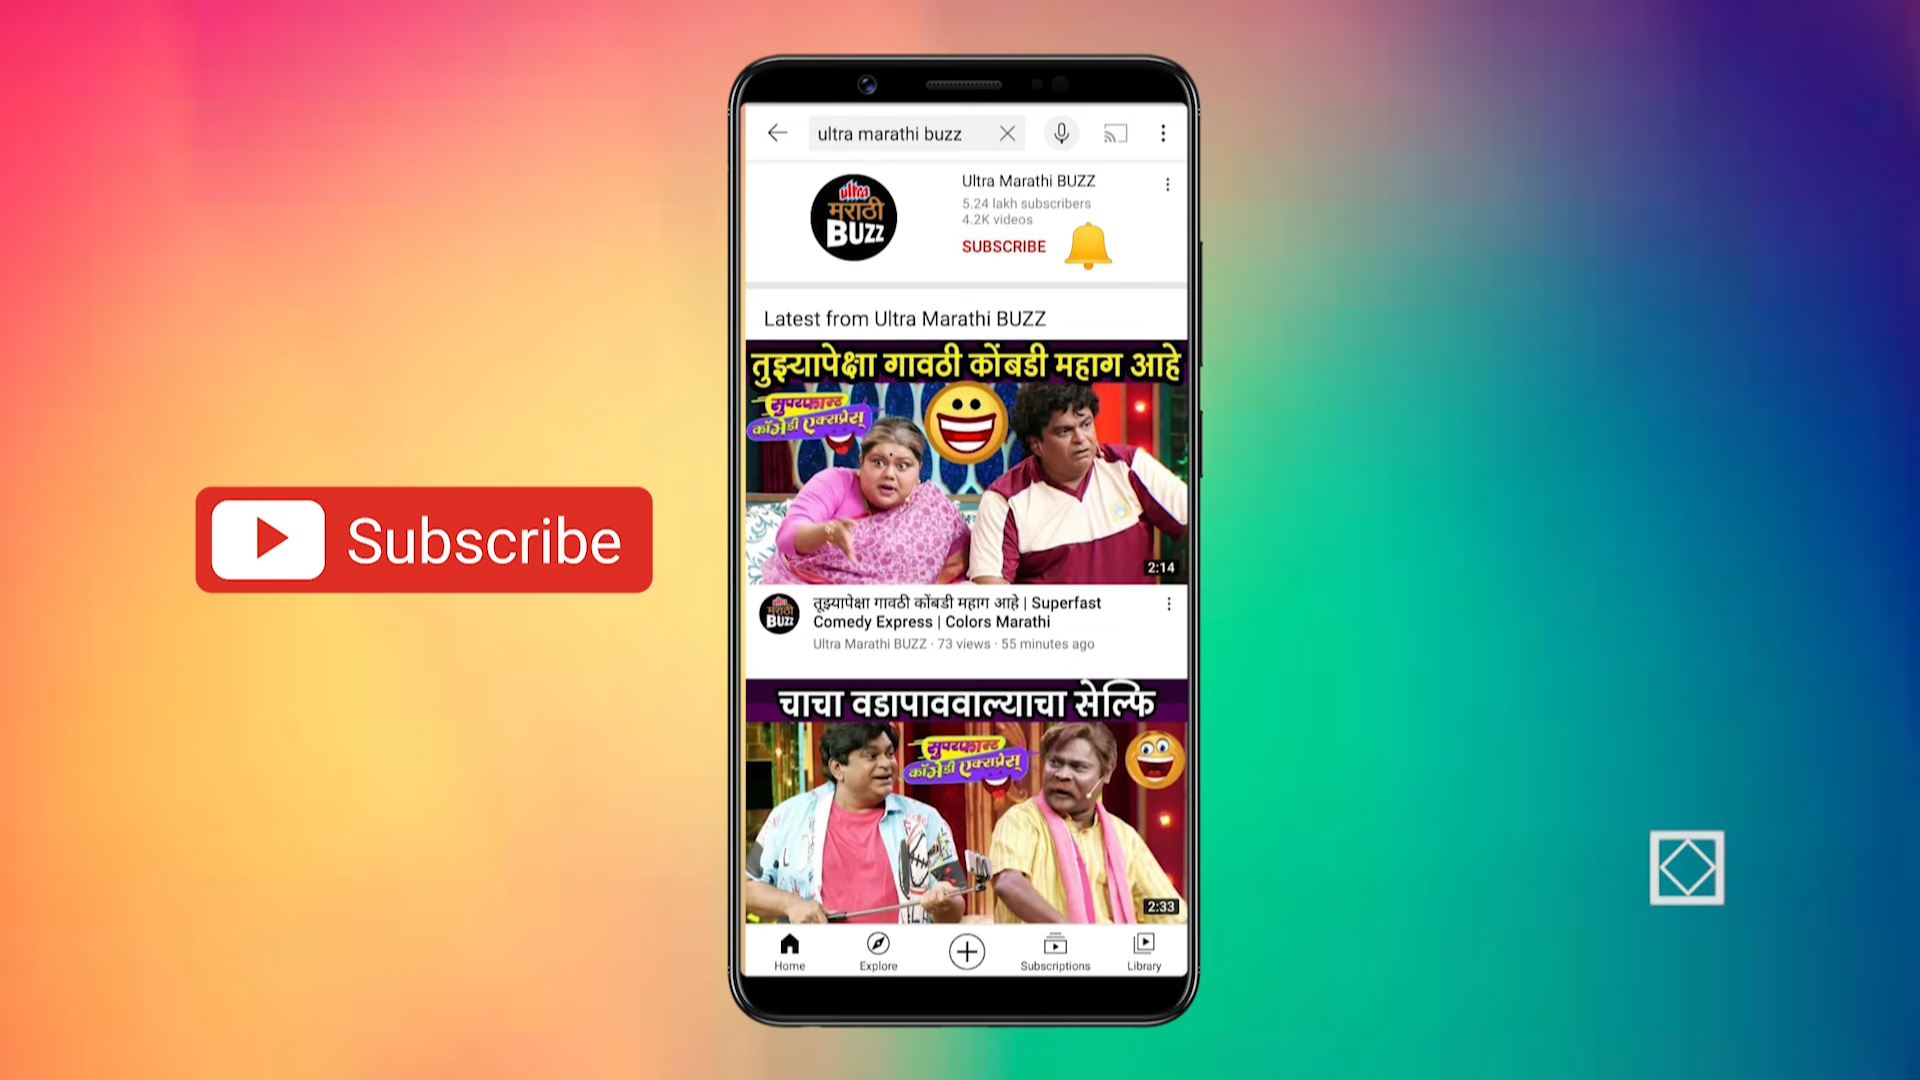 ultra marathi buzz
ultra
मराठी
BUZZ
Ultra Marathi BUZZ
5.24 lakh subscribers
4.2K videos
SUBSCRIBE
Latest from Ultra Marathi BUZZ
तुझ्यापेक्षा गावठी कोंबडी महाग आहे
सुपरफास्ट
कॉमेडी एक्सप्रेस्
2:14
ultra
मराठी
BUZZ
तूझ्यापेक्षा गावठी कोंबडी महाग आहे | Superfast
Comedy Express | Colors Marathi
Ultra Marathi BUZZ · 73 views · 55 minutes ago
Subscribe
चाचा वडापाववाल्याचा सेल्फि
सुपरफास्ट
कॉमेडी एक्सप्रेस्
2:33
Home
Explore
Subscriptions
Library